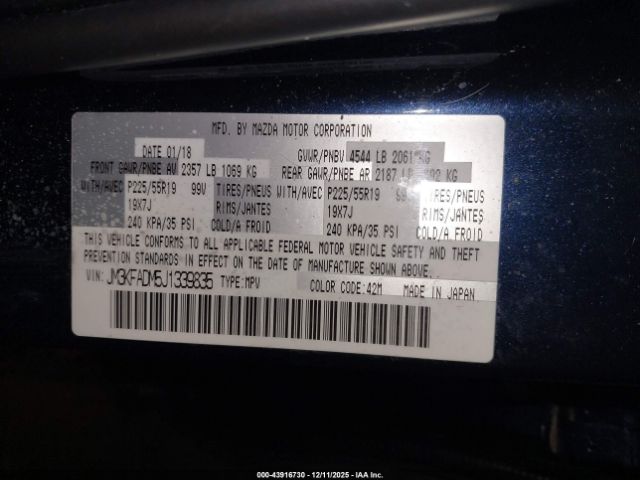 MFD. BY MAZDA MOTOR CORPORATION
DATE 01/18 GVWR/PNBV 4544 LB 2061 KG
FRONT GAWR/PNBE AV 2357 LB 1069 KG REAR GAWR/PNBE AR 2187 LB KG
WITH/AVEC P225/55R19 99V TIRES/PNEUS WITH/AVEC P225/55R19 TIRES/PNEUS
19X7J RIMS/JANTES 19X7J RIMS/JANTES
240 KPA/35 PSI COLD/A FROID 240 KPA/35 PSI COLD/A FROID
THIS VEHICLE CONFORMS TO ALL APPLICABLE FEDERAL MOTOR VEHICLE SAFETY AND THEFT
PREVENTION STANDARDS IN EFFECT ON THE DATE OF MANUFACTURE SHOWN ABOVE.
VIN: JM3KFADM5J1339835 TYPE:MPV COLOR CODE:42M MADE IN JAPAN
000-43916730 - 12/11/2025 - IAA Inc.